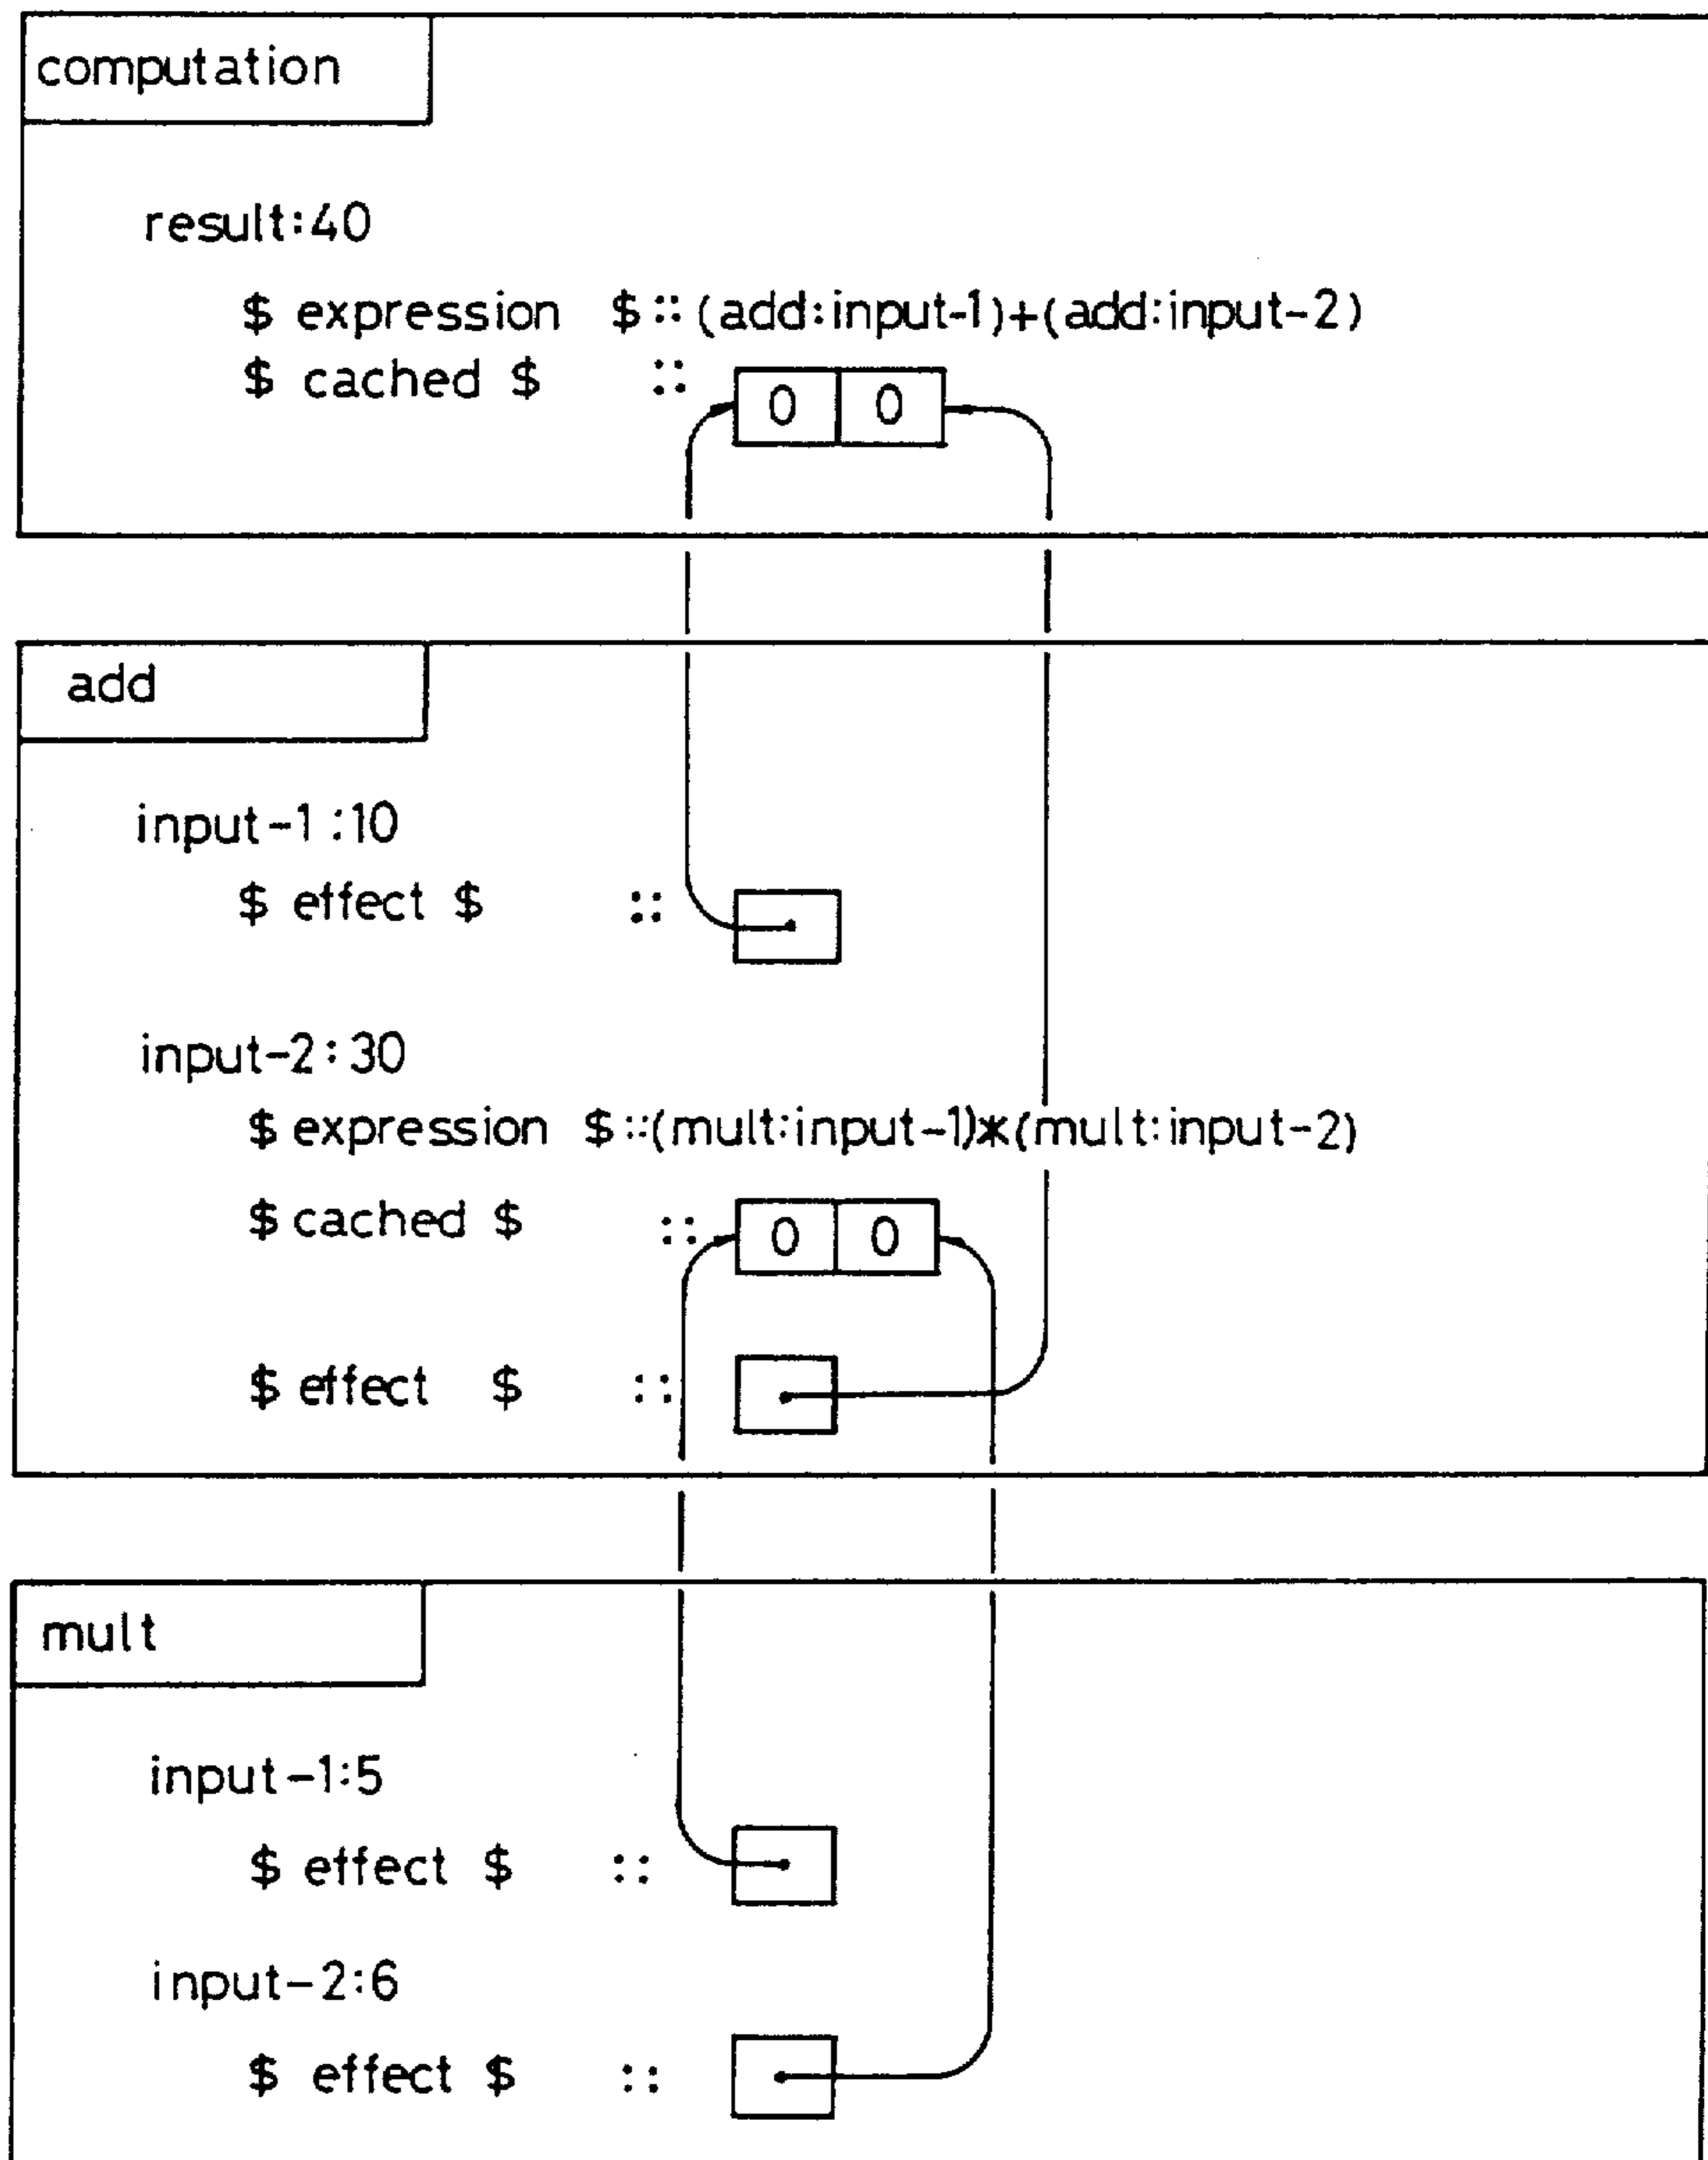 computation
result:40
$ expression $::(add:input-1)+(add:input-2)
$ cached $ :: 0 0
add
input-1:10
$ effect $ ::
input-2:30
$ expression $::(mult:input-1)*(mult:input-2)
$ cached $ :: 0 0
$ effect $ ::
mult
input-1:5
$ effect $ ::
input-2:6
$ effect $ ::